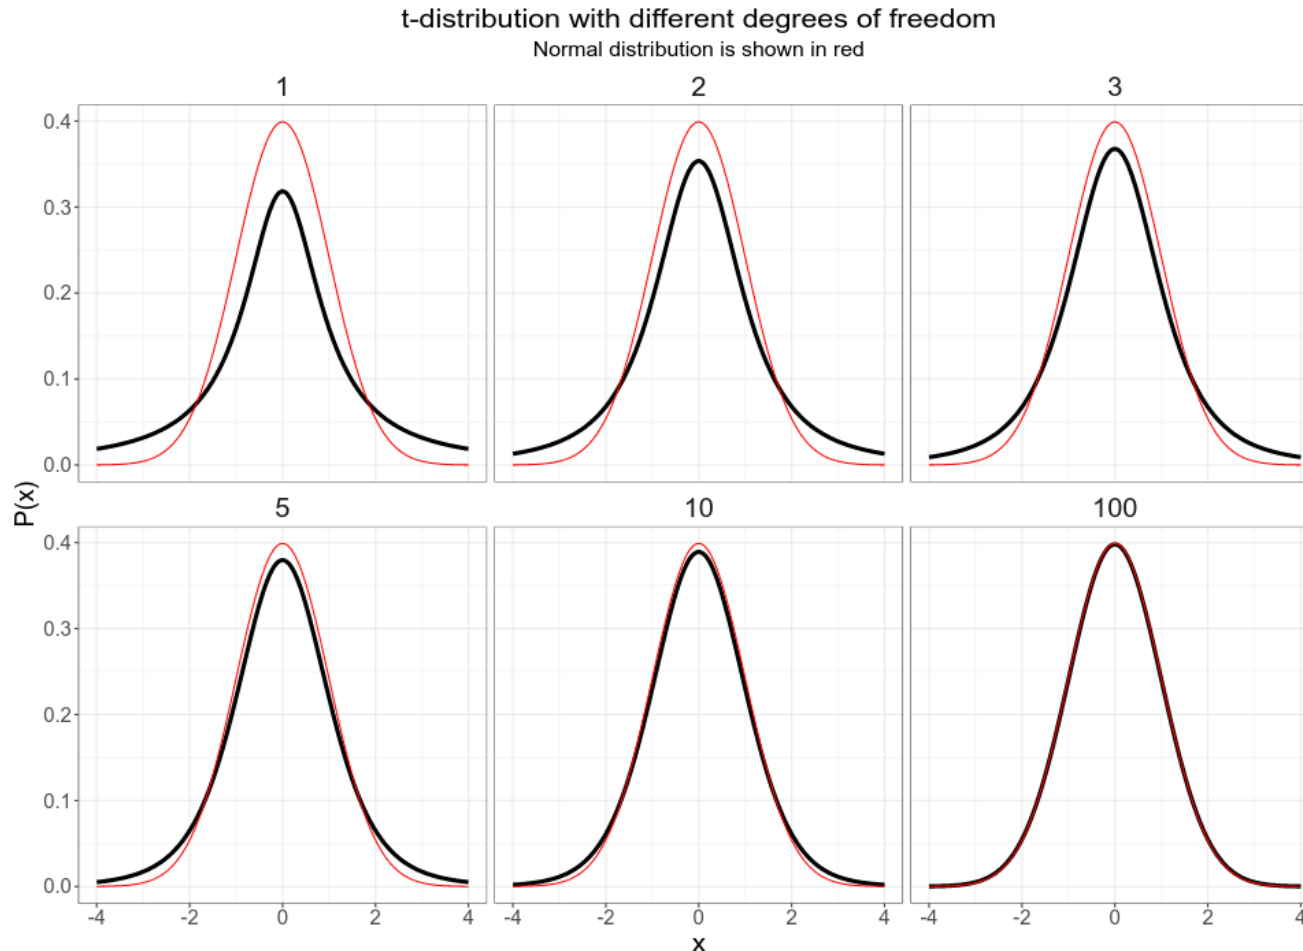 t-distribution with different degrees of freedom
Normal distribution is shown in red
1 2 3
0.4
0.3
0.2
0.1
0.0
P(x)
5 10 100
0.4
0.3
0.2
0.1
0.0
-4 -2 0 2 4 -4 -2 0 2 4 -4 -2 0 2 4
x